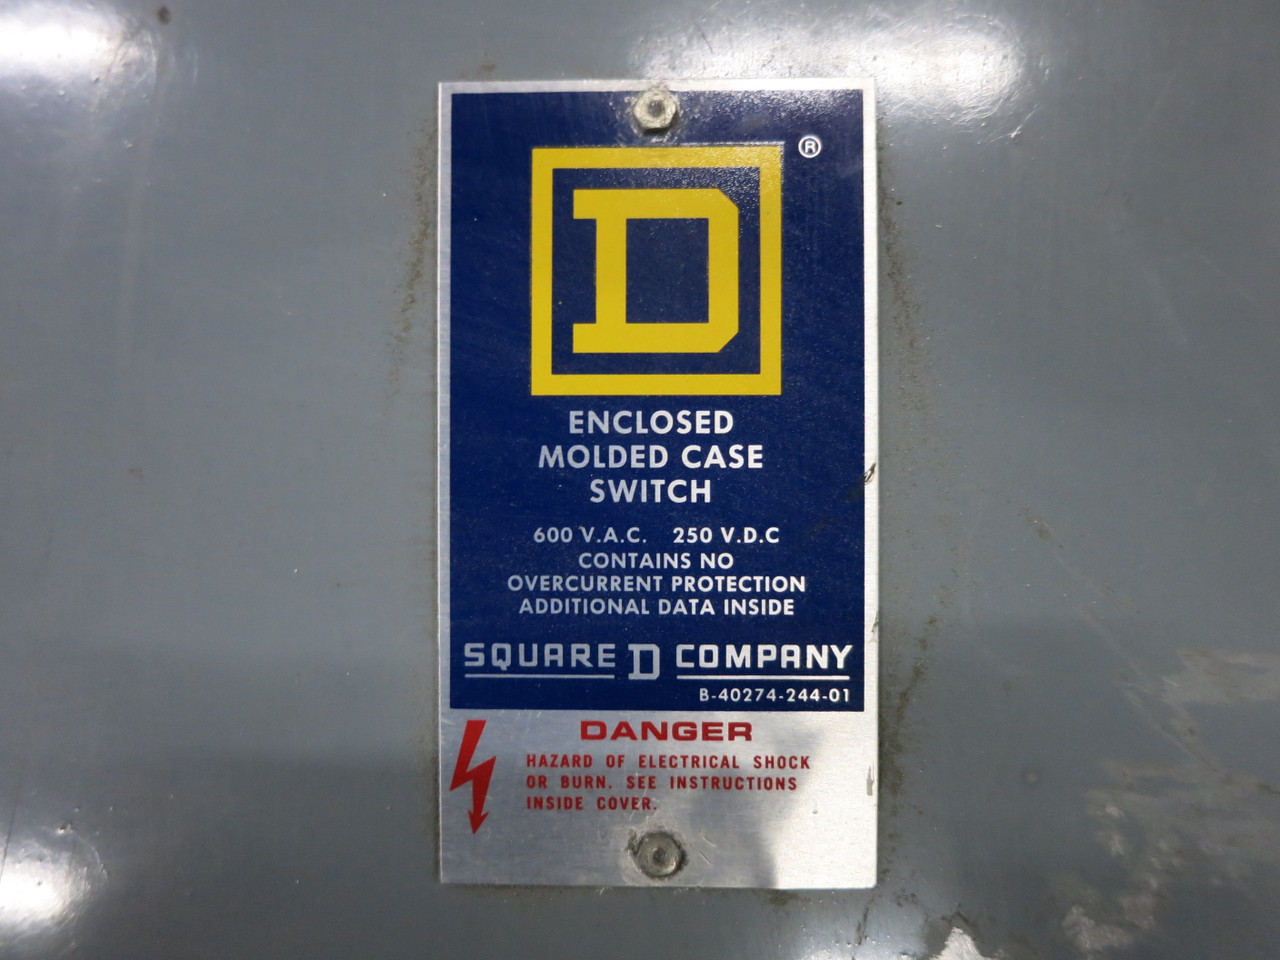 ®
D
ENCLOSED
MOLDED CASE
SWITCH
600 V.A.C. 250 V.D.C
CONTAINS NO
OVERCURRENT PROTECTION
ADDITIONAL DATA INSIDE
SQUARE D COMPANY
B-40274-244-01
DANGER
HAZARD OF ELECTRICAL SHOCK
OR BURN. SEE INSTRUCTIONS
INSIDE COVER.